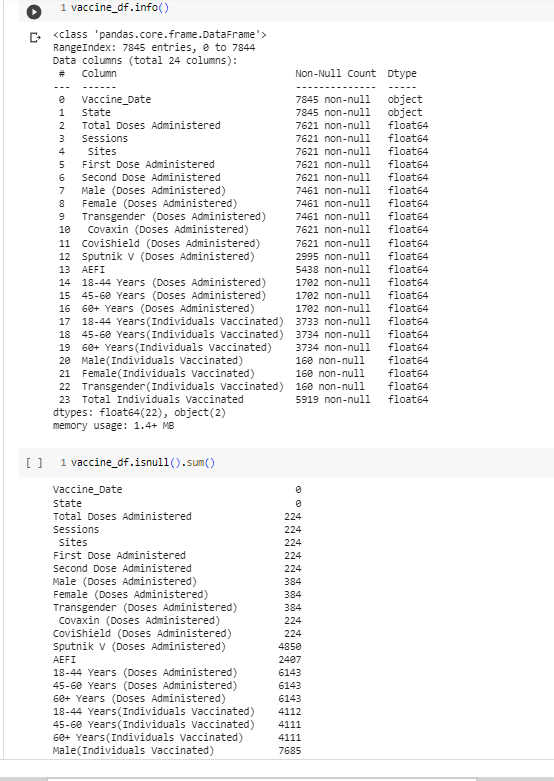 1 vaccine_df.info()
<class 'pandas.core.frame.DataFrame'>
RangeIndex: 7845 entries, 0 to 7844
Data columns (total 24 columns):
 #   Column                               Non-Null Count  Dtype
---  ------                               --------------  -----
 0   Vaccine_Date                         7845 non-null   object
 1   State                                7845 non-null   object
 2   Total Doses Administered             7621 non-null   float64
 3   Sessions                             7621 non-null   float64
 4    Sites                               7621 non-null   float64
 5   First Dose Administered              7621 non-null   float64
 6   Second Dose Administered             7621 non-null   float64
 7   Male (Doses Administered)            7461 non-null   float64
 8   Female (Doses Administered)          7461 non-null   float64
 9   Transgender (Doses Administered)     7461 non-null   float64
 10   Covaxin (Doses Administered)        7621 non-null   float64
 11  CoviShield (Doses Administered)      7621 non-null   float64
 12  Sputnik V (Doses Administered)       2995 non-null   float64
 13  AEFI                                 5438 non-null   float64
 14  18-44 Years (Doses Administered)     1702 non-null   float64
 15  45-60 Years (Doses Administered)     1702 non-null   float64
 16  60+ Years (Doses Administered)       1702 non-null   float64
 17  18-44 Years(Individuals Vaccinated)  3733 non-null   float64
 18  45-60 Years(Individuals Vaccinated)  3734 non-null   float64
 19  60+ Years(Individuals Vaccinated)    3734 non-null   float64
 20  Male(Individuals Vaccinated)         160 non-null    float64
 21  Female(Individuals Vaccinated)       160 non-null    float64
 22  Transgender(Individuals Vaccinated)  160 non-null    float64
 23  Total Individuals Vaccinated         5919 non-null   float64
dtypes: float64(22), object(2)
memory usage: 1.4+ MB
[ ] 1 vaccine_df.isnull().sum()
Vaccine_Date                              0
State                                     0
Total Doses Administered                224
Sessions                                224
 Sites                                  224
First Dose Administered                 224
Second Dose Administered                224
Male (Doses Administered)               384
Female (Doses Administered)             384
Transgender (Doses Administered)        384
 Covaxin (Doses Administered)           224
CoviShield (Doses Administered)         224
Sputnik V (Doses Administered)         4850
AEFI                                   2407
18-44 Years (Doses Administered)       6143
45-60 Years (Doses Administered)       6143
60+ Years (Doses Administered)         6143
18-44 Years(Individuals Vaccinated)    4112
45-60 Years(Individuals Vaccinated)    4111
60+ Years(Individuals Vaccinated)      4111
Male(Individuals Vaccinated)           7685